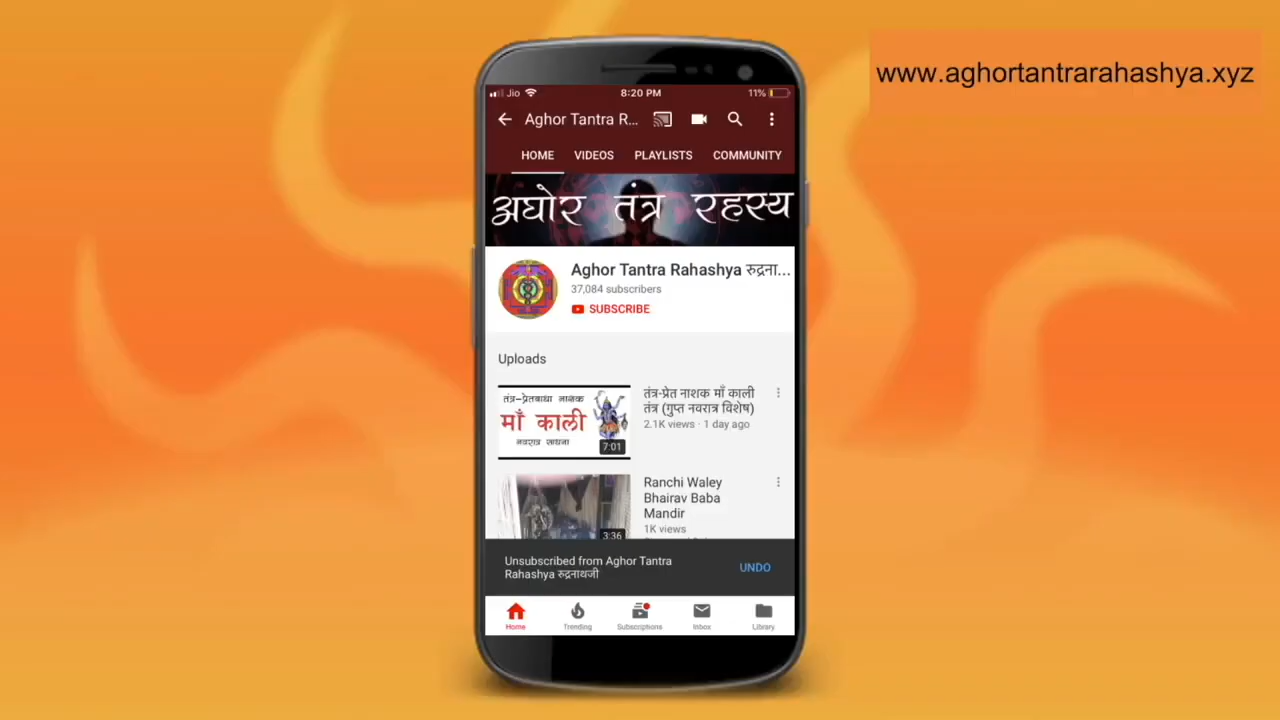 www.aghortantrarahashya.xyz
Jio 8:20 PM 11%
Aghor Tantra R...
HOME VIDEOS PLAYLISTS COMMUNITY
अघोर तंत्र रहस्य
Aghor Tantra Rahashya रुद्रना...
37,084 subscribers
SUBSCRIBE
Uploads
तंत्र-प्रेतबाधा नाशक
माँ काली
नवरात्र साधना
7:01
तंत्र-प्रेत नाशक माँ काली
तंत्र (गुप्त नवरात्र विशेष)
2.1K views · 1 day ago
3:36
Ranchi Waley
Bhairav Baba
Mandir
1K views
Unsubscribed from Aghor Tantra
Rahashya रुद्रनाथजी
UNDO
Home Trending Subscriptions Inbox Library